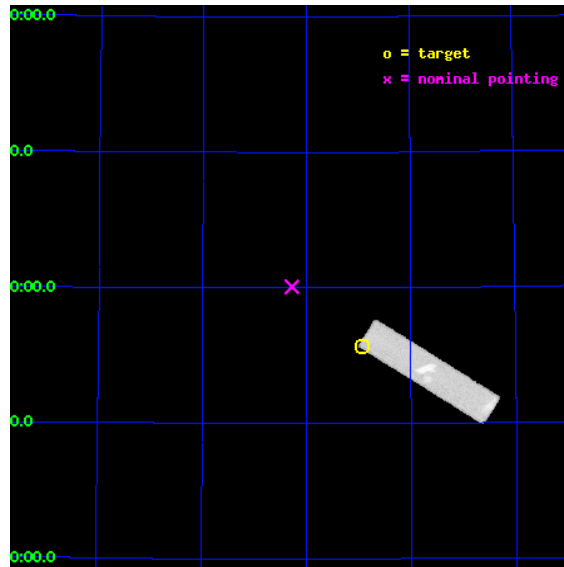 0:00.0
o = target
x = nominal pointing
0.0
0:00.0
0.0
0:00.0